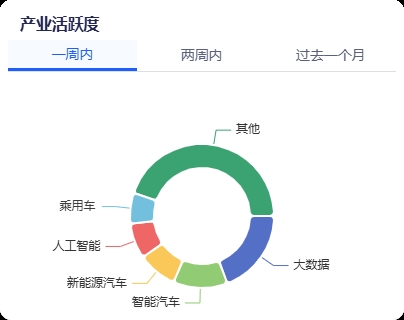 产业活跃度
一周内
两周内
过去一个月
其他
乘用车
人工智能
大数据
新能源汽车
智能汽车